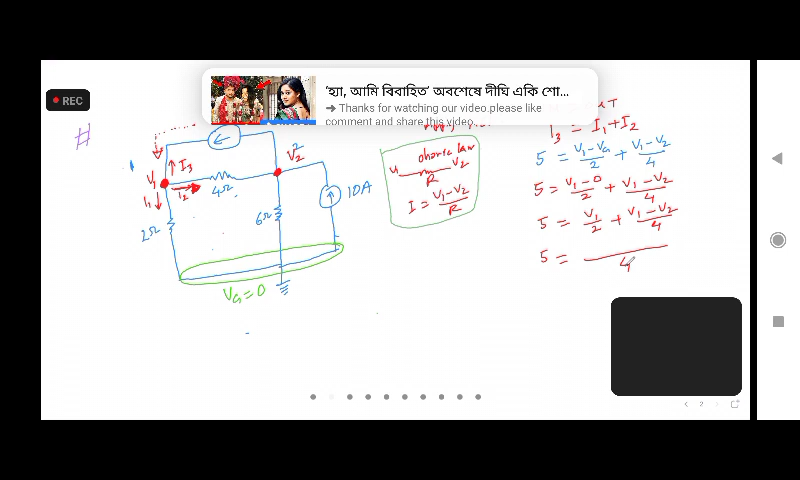 REC
'হ্যা, আমি বিবাহিত' অবশেষে দীঘি একি শো...
➔ Thanks for watching our video.please like
comment and share this video.
#
I3 = I1+I2
5 = V1-VG/2 + V1-V2/4
5 = V1-0/2 + V1-V2/4
5 = V1/2 + V1-V2/4
5 = /4
V1
I3
I1
I2
4Ω
V2
2
2Ω
6Ω
10A
VG=0
V1
V2
R
I = V1-V2/R
2